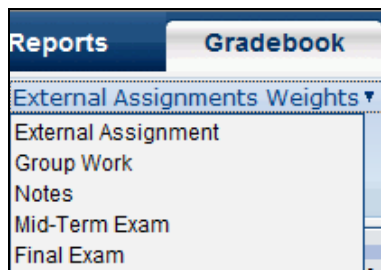 Reports Gradebook
External Assignments Weights
External Assignment
Group Work
Notes
Mid-Term Exam
Final Exam